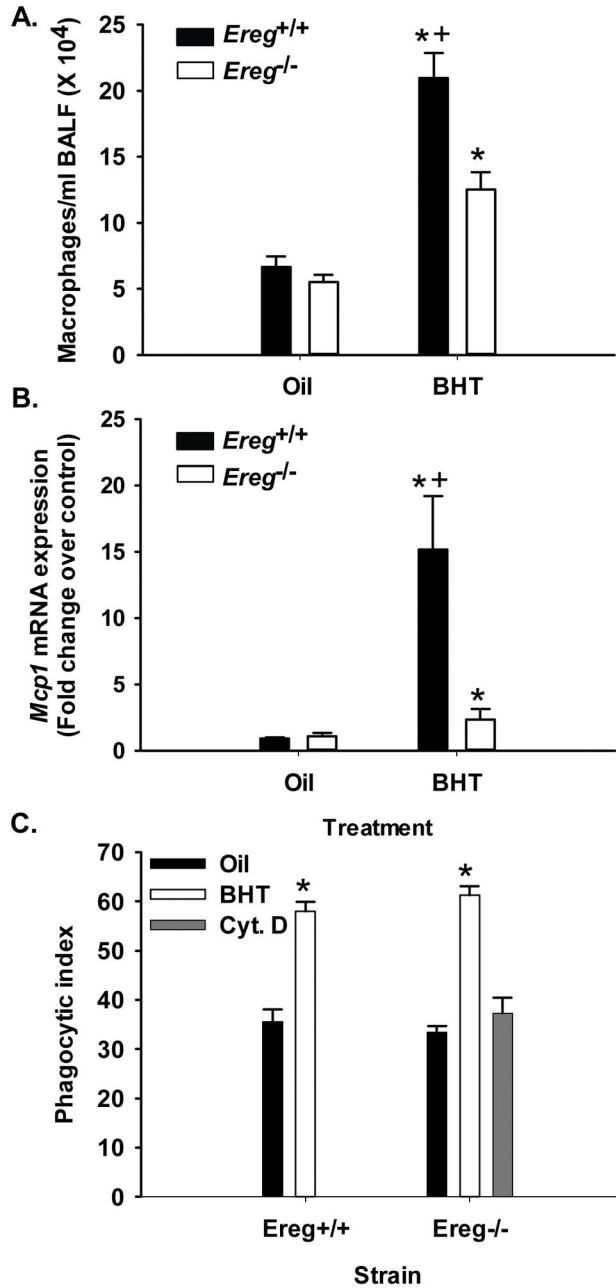 A.
Macrophages/ml BALF (X 10⁴)
25
20
15
10
5
0
Ereg+/+
Ereg-/-
*+
*
Oil
BHT
B.
Mcp1 mRNA expression
(Fold change over control)
25
20
15
10
5
0
Ereg+/+
Ereg-/-
*+
*
Oil
BHT
Treatment
C.
Phagocytic index
70
60
50
40
30
20
10
0
Oil
BHT
Cyt. D
*
*
Ereg+/+
Ereg-/-
Strain